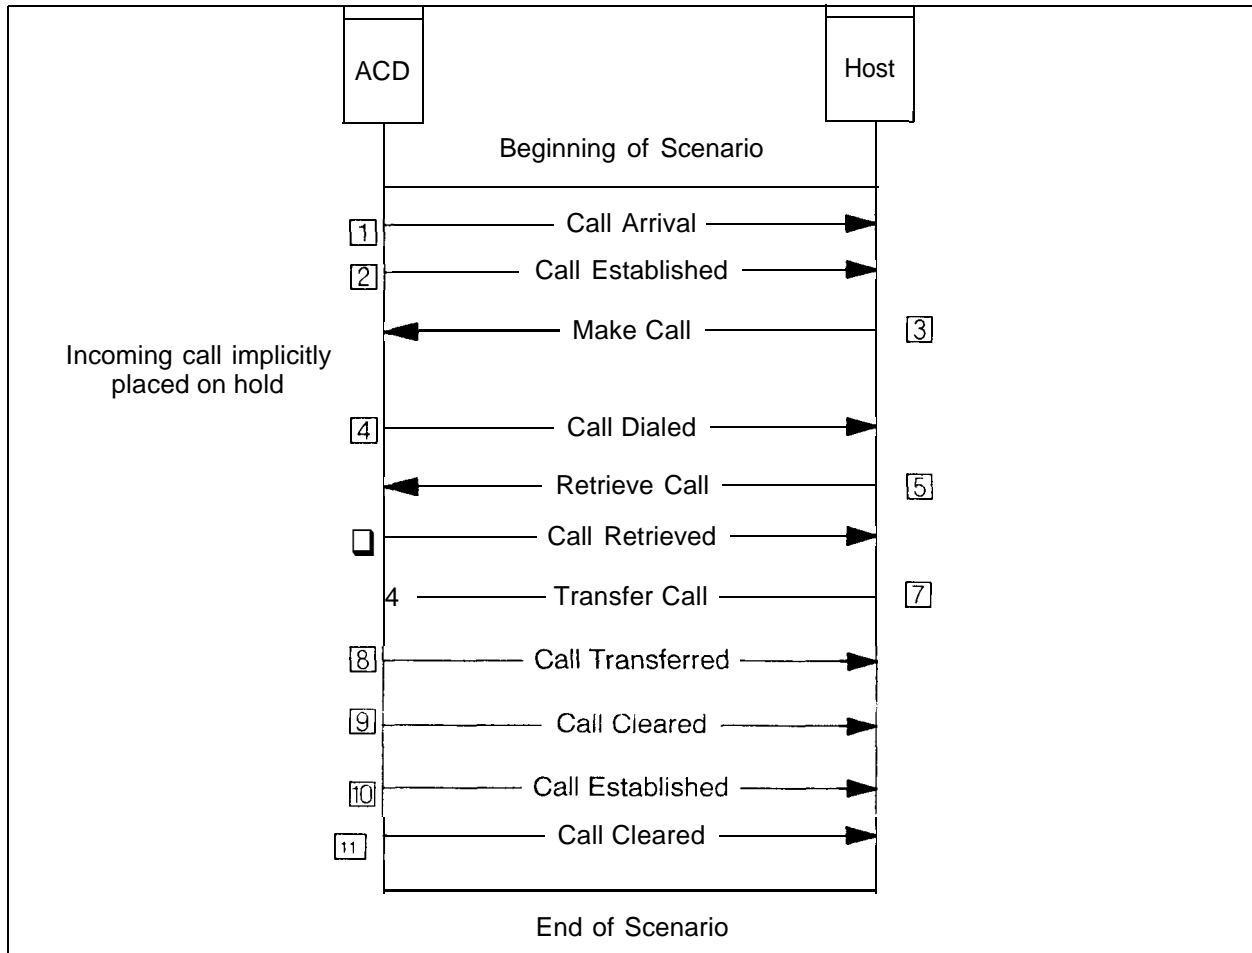 ACD
Host
Beginning of Scenario
1
Call Arrival
2
Call Established
Make Call
3
Incoming call implicitly
placed on hold
4
Call Dialed
Retrieve Call
5
Call Retrieved
4
Transfer Call
7
8
Call Transferred
9
Call Cleared
10
Call Established
11
Call Cleared
End of Scenario